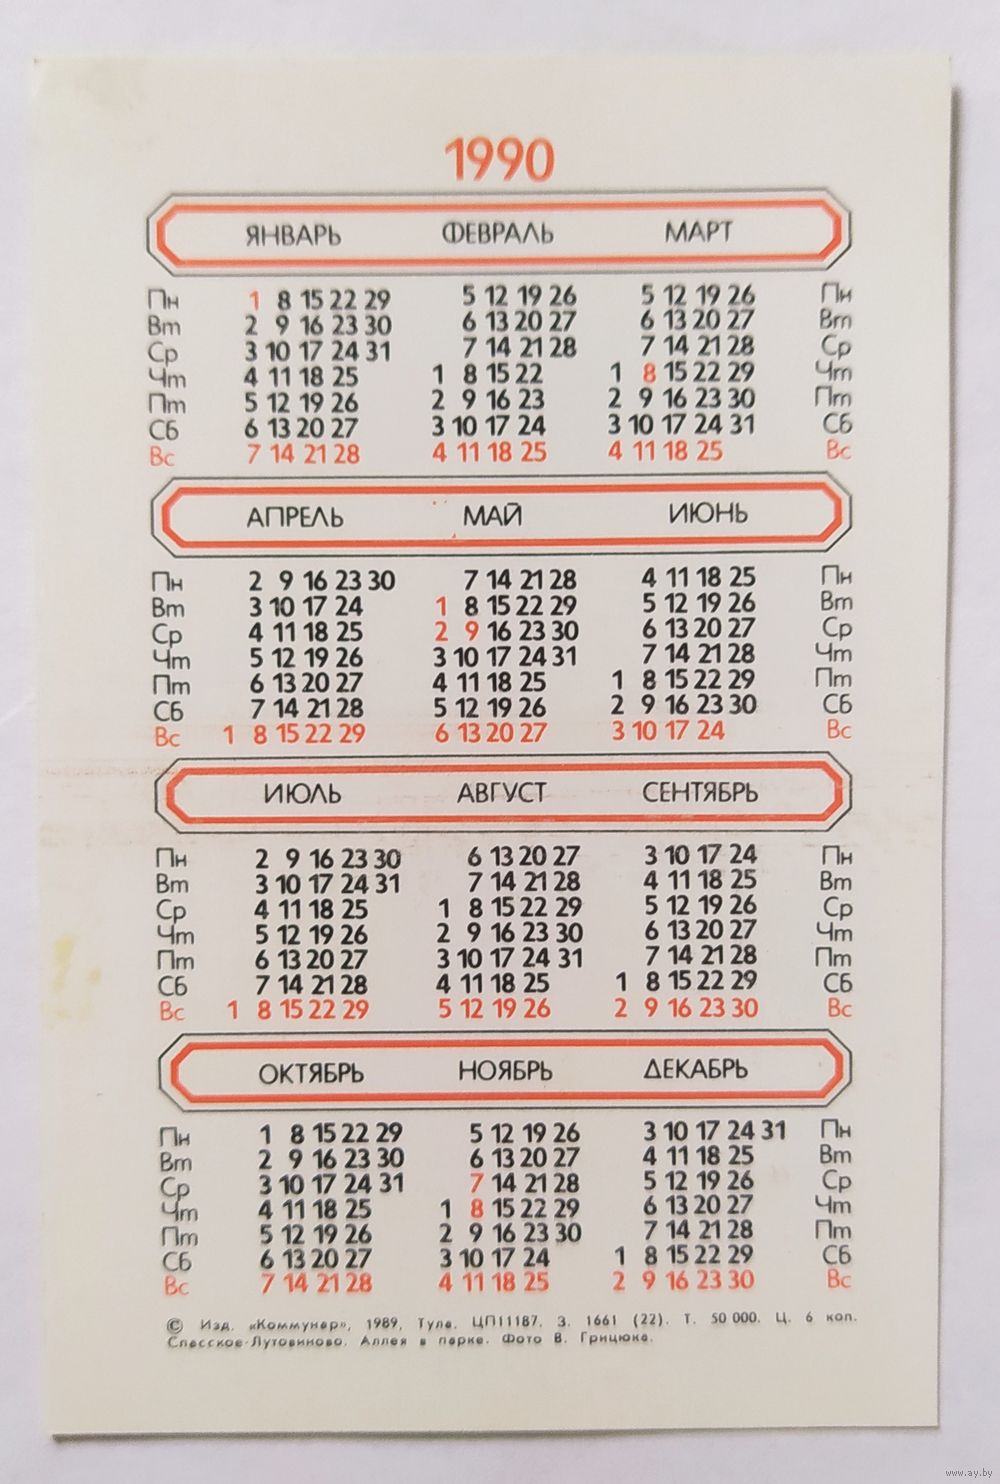 1990
ЯНВАРЬ ФЕВРАЛЬ МАРТ
Пн 1 8 15 22 29 5 12 19 26 5 12 19 26 Пн
Вт 2 9 16 23 30 6 13 20 27 6 13 20 27 Вт
Ср 3 10 17 24 31 7 14 21 28 7 14 21 28 Ср
Чт 4 11 18 25 1 8 15 22 1 8 15 22 29 Чт
Пт 5 12 19 26 2 9 16 23 2 9 16 23 30 Пт
Сб 6 13 20 27 3 10 17 24 3 10 17 24 31 Сб
Вс 7 14 21 28 4 11 18 25 4 11 18 25 Вс
АПРЕЛЬ МАЙ ИЮНЬ
Пн 2 9 16 23 30 7 14 21 28 4 11 18 25 Пн
Вт 3 10 17 24 1 8 15 22 29 5 12 19 26 Вт
Ср 4 11 18 25 2 9 16 23 30 6 13 20 27 Ср
Чт 5 12 19 26 3 10 17 24 31 7 14 21 28 Чт
Пт 6 13 20 27 4 11 18 25 1 8 15 22 29 Пт
Сб 7 14 21 28 5 12 19 26 2 9 16 23 30 Сб
Вс 1 8 15 22 29 6 13 20 27 3 10 17 24 Вс
ИЮЛЬ АВГУСТ СЕНТЯБРЬ
Пн 2 9 16 23 30 6 13 20 27 3 10 17 24 Пн
Вт 3 10 17 24 31 7 14 21 28 4 11 18 25 Вт
Ср 4 11 18 25 1 8 15 22 29 5 12 19 26 Ср
Чт 5 12 19 26 2 9 16 23 30 6 13 20 27 Чт
Пт 6 13 20 27 3 10 17 24 31 7 14 21 28 Пт
Сб 7 14 21 28 4 11 18 25 1 8 15 22 29 Сб
Вс 1 8 15 22 29 5 12 19 26 2 9 16 23 30 Вс
ОКТЯБРЬ НОЯБРЬ ДЕКАБРЬ
Пн 1 8 15 22 29 5 12 19 26 3 10 17 24 31 Пн
Вт 2 9 16 23 30 6 13 20 27 4 11 18 25 Вт
Ср 3 10 17 24 31 7 14 21 28 5 12 19 26 Ср
Чт 4 11 18 25 1 8 15 22 29 6 13 20 27 Чт
Пт 5 12 19 26 2 9 16 23 30 7 14 21 28 Пт
Сб 6 13 20 27 3 10 17 24 1 8 15 22 29 Сб
Вс 7 14 21 28 4 11 18 25 2 9 16 23 30 Вс
© Изд. «Коммунар», 1989, Тула. ЦП11187. З. 1661 (22). Т. 50 000. Ц. 6 коп.
Спасское-Лутовиново. Аллея в парке. Фото В. Грицюка.
www.ay.by